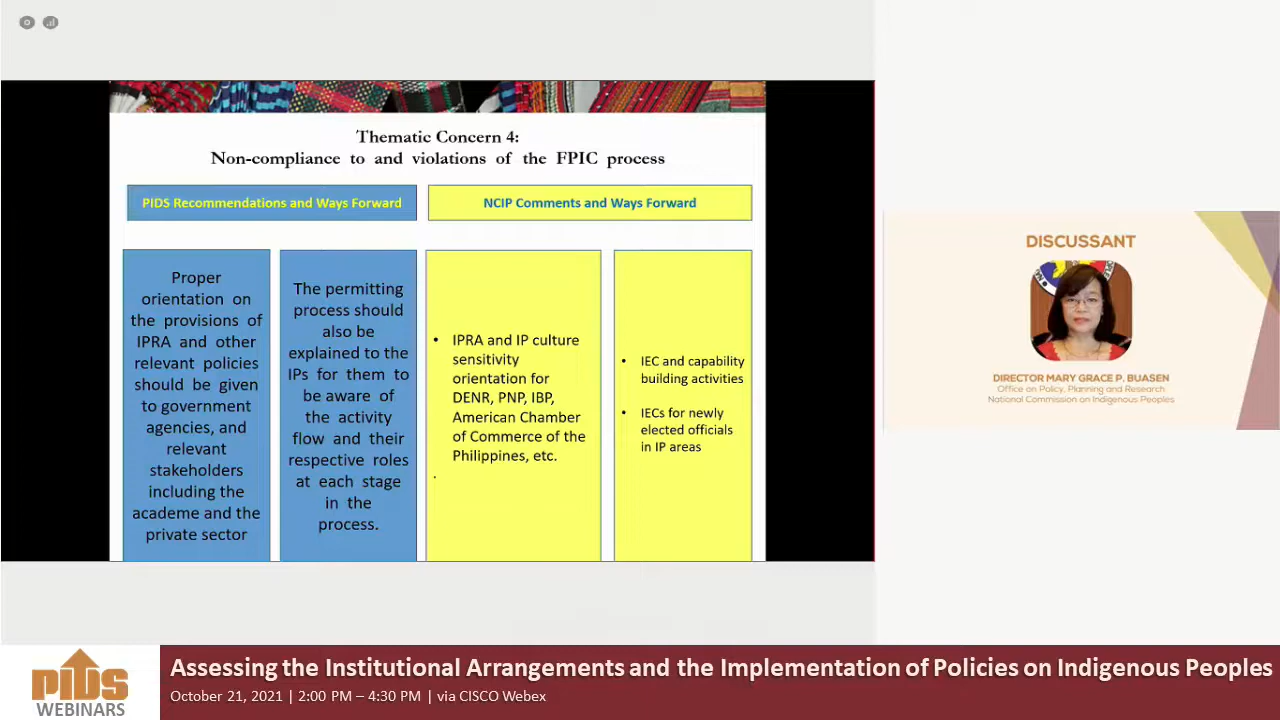 Thematic Concern 4:
Non-compliance to and violations of the FPIC process
PIDS Recommendations and Ways Forward
NCIP Comments and Ways Forward
Proper
orientation on
the provisions of
IPRA and other
relevant policies
should be given
to government
agencies, and
relevant
stakeholders
including the
academe and the
private sector
The permitting
process should
also be
explained to the
IPs for them to
be aware of
the activity
flow and their
respective roles
at each stage
in the
process.
• IPRA and IP culture
sensitivity
orientation for
DENR, PNP, IBP,
American Chamber
of Commerce of the
Philippines, etc.
.
• IEC and capability
building activities
• IECs for newly
elected officials
in IP areas
DISCUSSANT
DIRECTOR MARY GRACE P. BUASEN
Office on Policy, Planning and Research
National Commission on Indigenous Peoples
PIDS
WEBINARS
Assessing the Institutional Arrangements and the Implementation of Policies on Indigenous Peoples
October 21, 2021 | 2:00 PM – 4:30 PM | via CISCO Webex